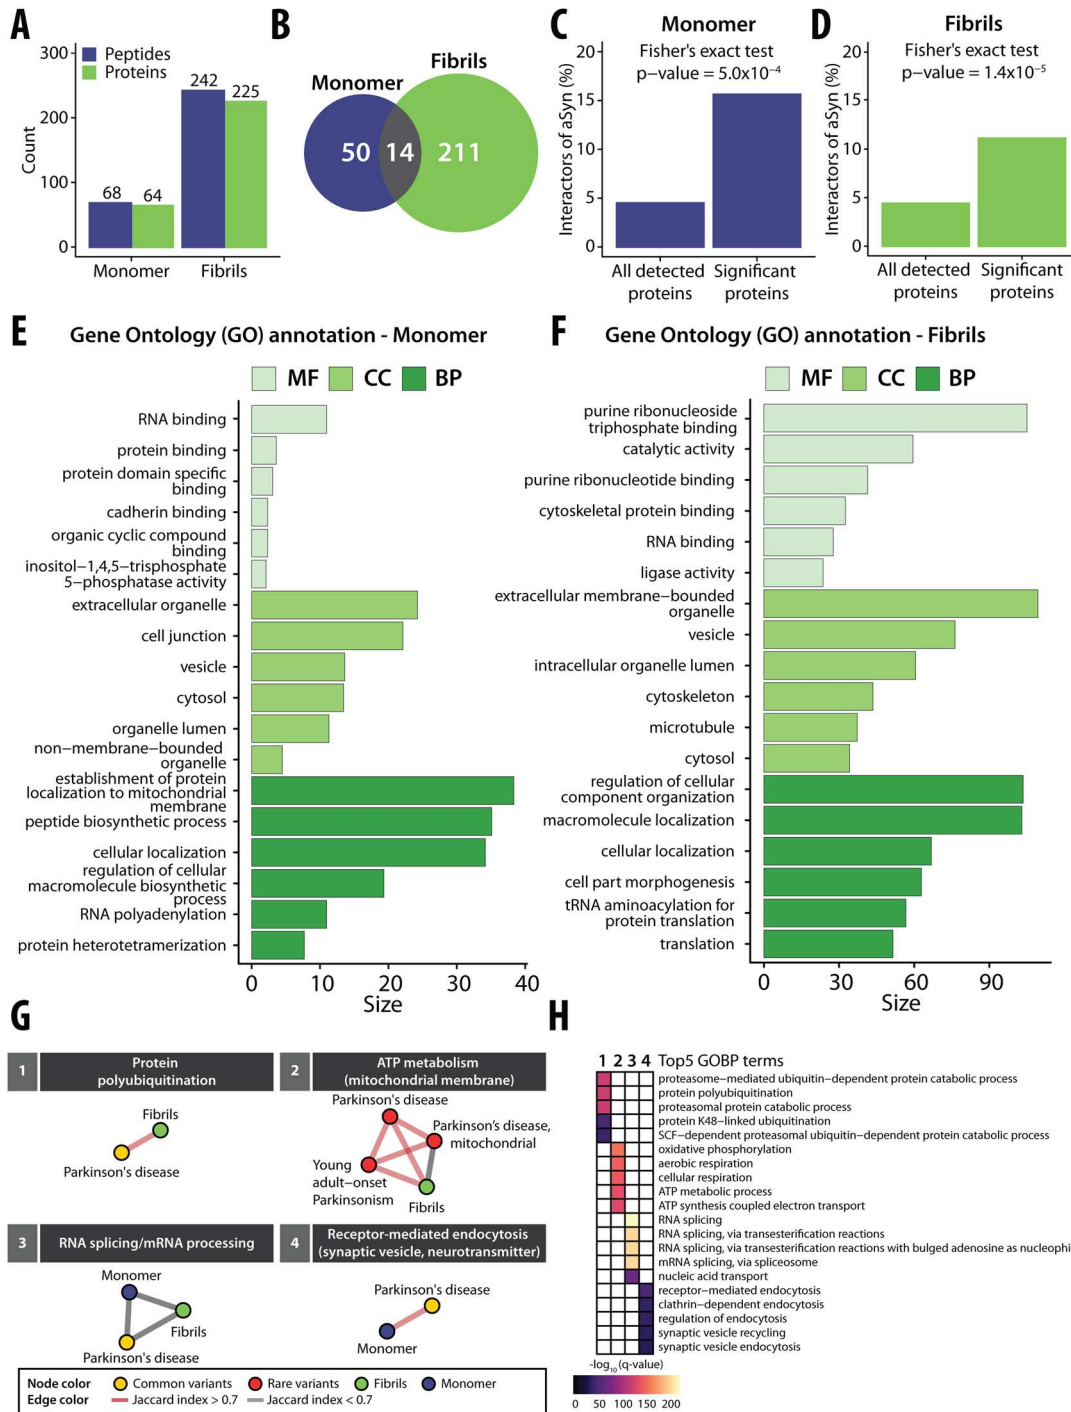 A
300
200
100
0
Count
Peptides
Proteins
68
64
242
225
Monomer
Fibrils
B
Monomer
Fibrils
50
14
211
C
Monomer
Fisher's exact test
p−value = 5.0x10⁻⁴
Interactors of aSyn (%)
20
15
10
5
0
All detected
proteins
Significant
proteins
D
Fibrils
Fisher's exact test
p−value = 1.4x10⁻⁵
Interactors of aSyn (%)
20
15
10
5
0
All detected
proteins
Significant
proteins
E
Gene Ontology (GO) annotation - Monomer
MF CC BP
RNA binding
protein binding
protein domain specific
binding
cadherin binding
organic cyclic compound
binding
inositol−1,4,5−trisphosphate
5−phosphatase activity
extracellular organelle
cell junction
vesicle
cytosol
organelle lumen
non−membrane−bounded
organelle
establishment of protein
localization to mitochondrial
membrane
peptide biosynthetic process
cellular localization
regulation of cellular
macromolecule biosynthetic
process
RNA polyadenylation
protein heterotetramerization
0 10 20 30 40
Size
F
Gene Ontology (GO) annotation - Fibrils
MF CC BP
purine ribonucleoside
triphosphate binding
catalytic activity
purine ribonucleotide binding
cytoskeletal protein binding
RNA binding
ligase activity
extracellular membrane−bounded
organelle
vesicle
intracellular organelle lumen
cytoskeleton
microtubule
cytosol
regulation of cellular
component organization
macromolecule localization
cellular localization
cell part morphogenesis
tRNA aminoacylation for
protein translation
translation
0 30 60 90
Size
G
1
Protein
polyubiquitination
Fibrils
Parkinson's disease
2
ATP metabolism
(mitochondrial membrane)
Parkinson's disease
Parkinson's disease,
mitochondrial
Young
adult−onset
Parkinsonism
Fibrils
3
RNA splicing/mRNA processing
Monomer
Fibrils
Parkinson's disease
4
Receptor-mediated endocytosis
(synaptic vesicle, neurotransmitter)
Parkinson's disease
Monomer
Node color Common variants Rare variants Fibrils Monomer
Edge color Jaccard index > 0.7 Jaccard index < 0.7
H
1 2 3 4 Top5 GOBP terms
proteasome−mediated ubiquitin−dependent protein catabolic process
protein polyubiquitination
proteasomal protein catabolic process
protein K48−linked ubiquitination
SCF−dependent proteasomal ubiquitin−dependent protein catabolic process
oxidative phosphorylation
aerobic respiration
cellular respiration
ATP metabolic process
ATP synthesis coupled electron transport
RNA splicing
RNA splicing, via transesterification reactions
RNA splicing, via transesterification reactions with bulged adenosine as nucleophi
mRNA splicing, via spliceosome
nucleic acid transport
receptor−mediated endocytosis
clathrin−dependent endocytosis
regulation of endocytosis
synaptic vesicle recycling
synaptic vesicle endocytosis
-log₁₀(q-value)
0 50 100 150 200